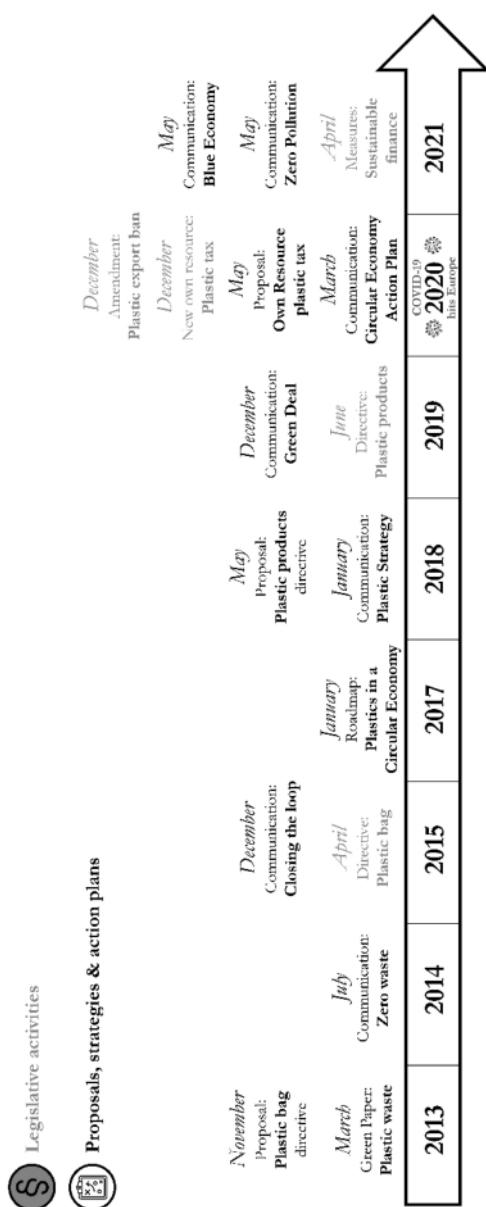 Legislative activities
Proposals, strategies & action plans
November
Proposal:
Plastic bag
directive
March
Green Paper:
Plastic waste
July
Communication:
Zero waste
December
Communication:
Closing the loop
April
Directive:
Plastic bag
January
Roadmap:
Plastics in a
Circular Economy
May
Proposal:
Plastic products
directive
January
Communication:
Plastic Strategy
December
Communication:
Green Deal
June
Directive:
Plastic products
December
Amendment:
Plastic export ban
December
New own resource:
Plastic tax
May
Proposal:
Own Resource
plastic tax
March
Communication:
Circular Economy
Action Plan
May
Communication:
Blue Economy
May
Communication:
Zero Pollution
April
Measures:
Sustainable
finance
2013
2014
2015
2017
2018
2019
COVID-19
2020
hits Europe
2021